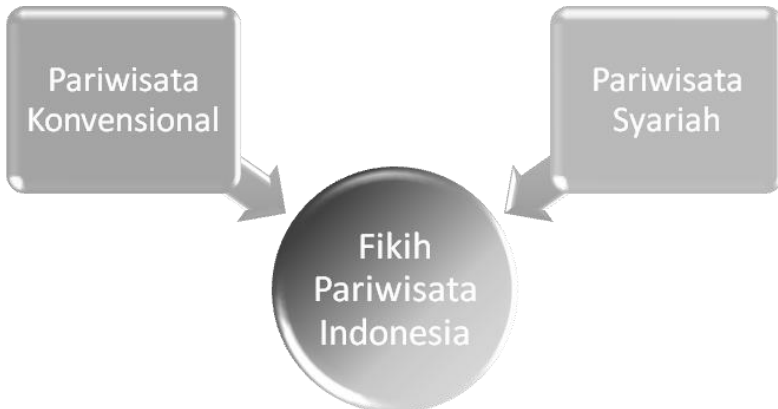 Pariwisata
Konvensional
Pariwisata
Syariah
Fikih
Pariwisata
Indonesia